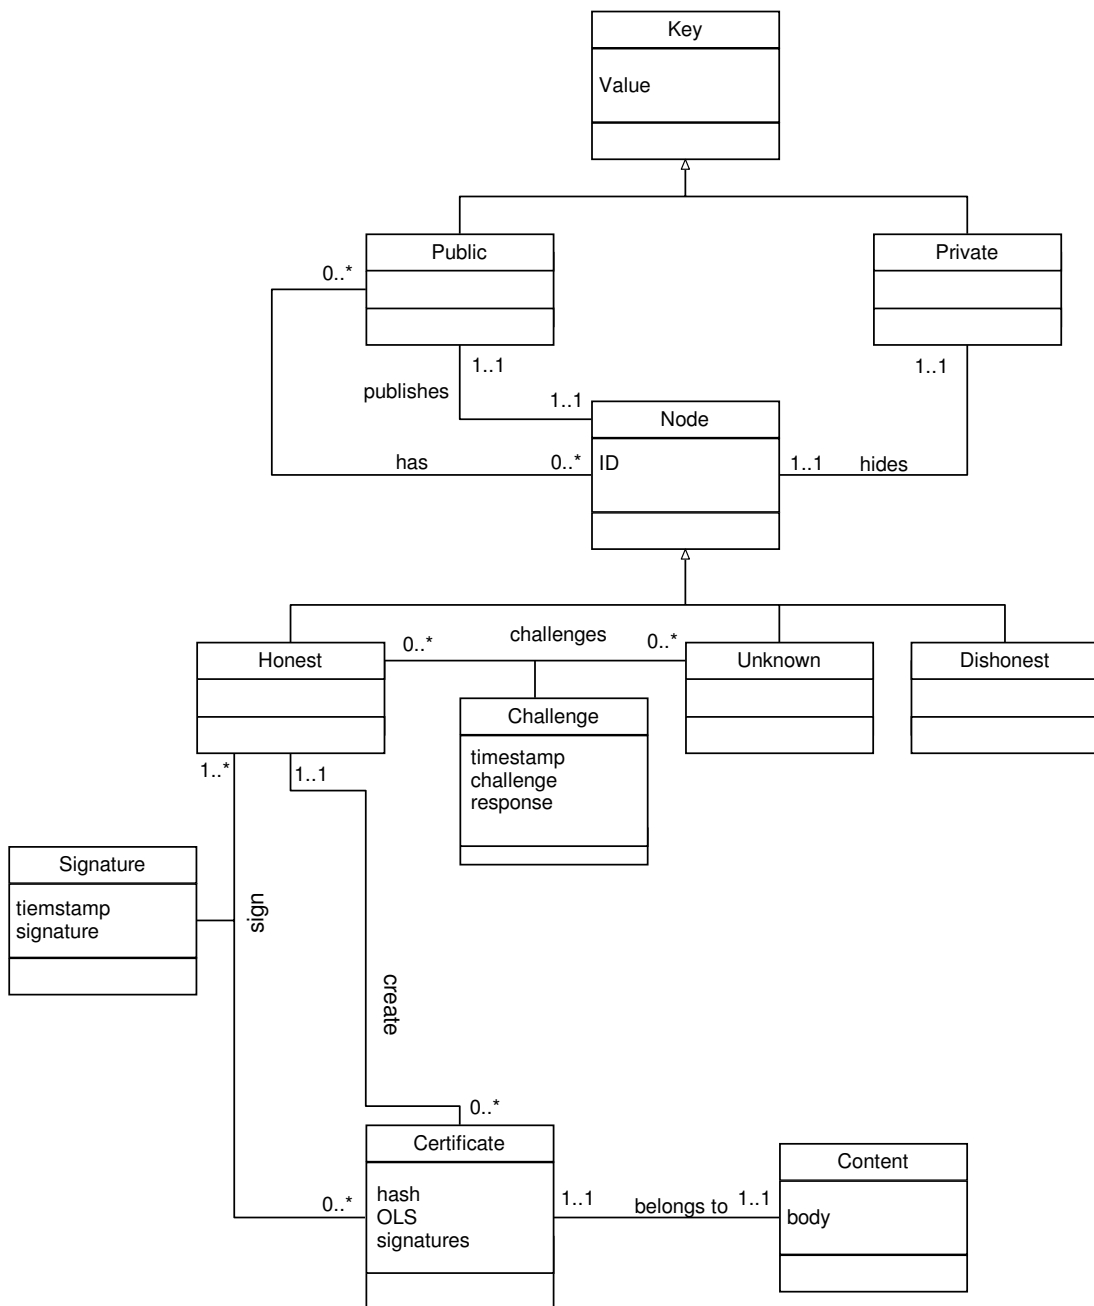 Key
Value
Public
Private
0..*
1..1
1..1
publishes
1..1
Node
has
0..*
ID
1..1
hides
0..*
challenges
0..*
Honest
Unknown
Dishonest
Challenge
timestamp
challenge
response
1..*
1..1
Signature
tiemstamp
signature
sign
create
0..*
Certificate
hash
OLS
signatures
0..*
1..1
belongs to
1..1
Content
body